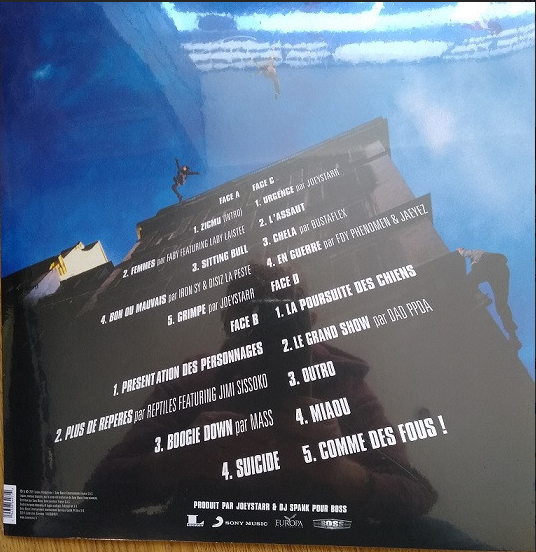 FACE A
1. ZICMU (INTRO)
2. FEMMES par FABY FEATURING LADY LAISTEE
3. SITTING BULL
4. BON OU MAUVAIS par IRON SY & DISIZ LA PESTE
5. GRIMPE par JOEYSTARR
FACE B
1. PRESENTATION DES PERSONNAGES
2. PLUS DE REPERES par REPTILES FEATURING JIMI SISSOKO
3. BOOGIE DOWN par MASS
4. SUICIDE
FACE C
1. URGENCE par JOEYSTARR
2. L'ASSAUT
3. CHELA par BUSTAFLEX
4. EN GUERRE par FDY PHENOMEN & JAEYEZ
FACE D
1. LA POURSUITE DES CHIENS
2. LE GRAND SHOW par DAD PPDA
3. OUTRO
4. MIAOU
5. COMME DES FOUS !
PRODUIT PAR JOEYSTARR & DJ SPANK POUR BOSS
SONY MUSIC
EUROPA
BOSS